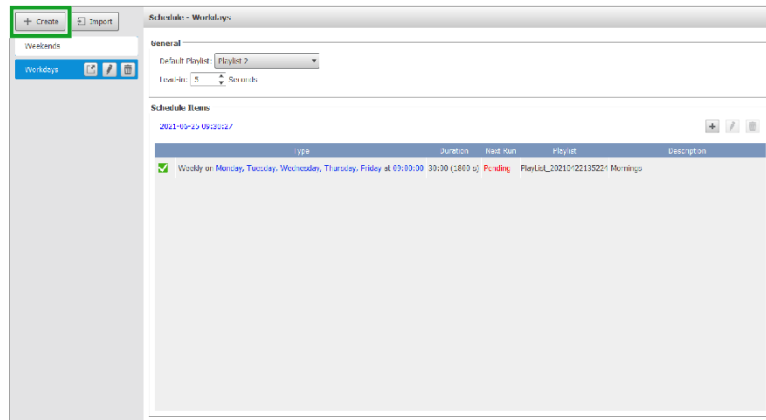 + Create Import
Weekends
Workdays
Schedule - Workdays
General
Default Playlist: Playlist 2
Lead-in: 5 Seconds
Schedule Items
2021-06-25 09:30:27
Type Duration Next Run Playlist Description
Weekly on Monday, Tuesday, Wednesday, Thursday, Friday at 09:00:00 30:00 (1800 s) Pending PlayList_20210422135224 Mornings